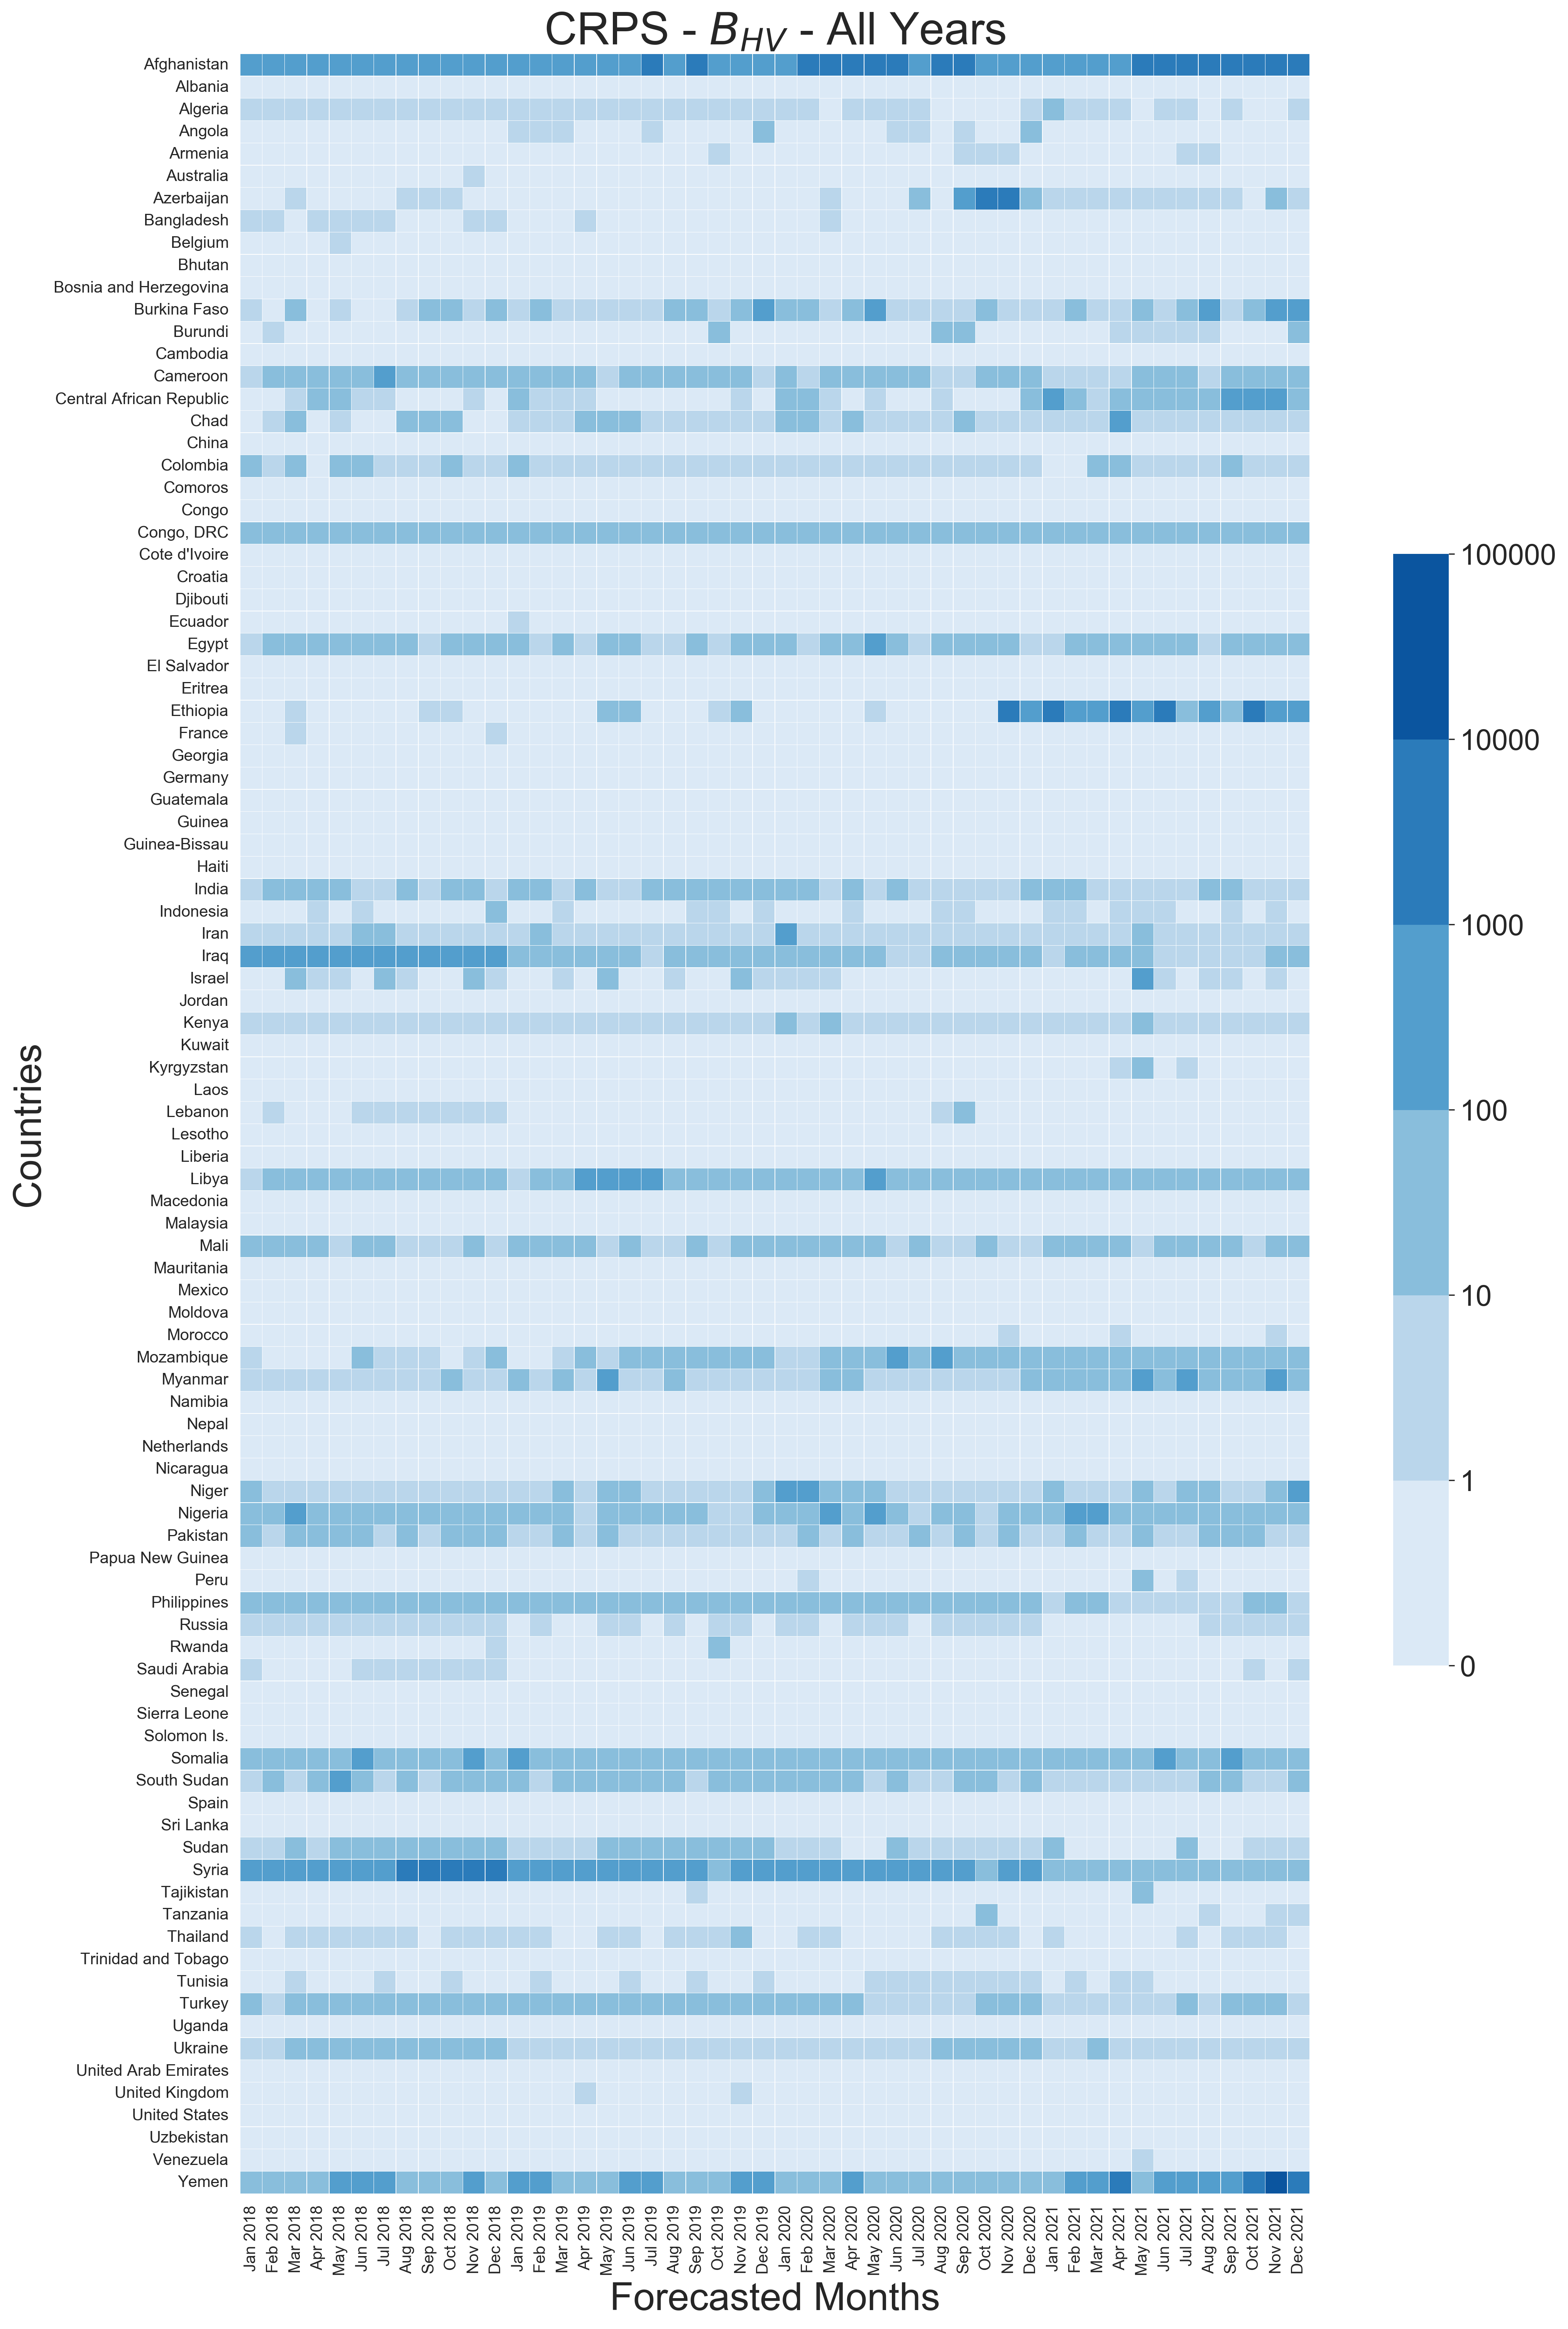 CRPS - B_HV - All Years
Countries
Afghanistan
Albania
Algeria
Angola
Armenia
Australia
Azerbaijan
Bangladesh
Belgium
Bhutan
Bosnia and Herzegovina
Burkina Faso
Burundi
Cambodia
Cameroon
Central African Republic
Chad
China
Colombia
Comoros
Congo
Congo, DRC
Cote d'Ivoire
Croatia
Djibouti
Ecuador
Egypt
El Salvador
Eritrea
Ethiopia
France
Georgia
Germany
Guatemala
Guinea
Guinea-Bissau
Haiti
India
Indonesia
Iran
Iraq
Israel
Jordan
Kenya
Kuwait
Kyrgyzstan
Laos
Lebanon
Lesotho
Liberia
Libya
Macedonia
Malaysia
Mali
Mauritania
Mexico
Moldova
Morocco
Mozambique
Myanmar
Namibia
Nepal
Netherlands
Nicaragua
Niger
Nigeria
Pakistan
Papua New Guinea
Peru
Philippines
Russia
Rwanda
Saudi Arabia
Senegal
Sierra Leone
Solomon Is.
Somalia
South Sudan
Spain
Sri Lanka
Sudan
Syria
Tajikistan
Tanzania
Thailand
Trinidad and Tobago
Tunisia
Turkey
Uganda
Ukraine
United Arab Emirates
United Kingdom
United States
Uzbekistan
Venezuela
Yemen
Jan 2018
Feb 2018
Mar 2018
Apr 2018
May 2018
Jun 2018
Jul 2018
Aug 2018
Sep 2018
Oct 2018
Nov 2018
Dec 2018
Jan 2019
Feb 2019
Mar 2019
Apr 2019
May 2019
Jun 2019
Jul 2019
Aug 2019
Sep 2019
Oct 2019
Nov 2019
Dec 2019
Jan 2020
Feb 2020
Mar 2020
Apr 2020
May 2020
Jun 2020
Jul 2020
Aug 2020
Sep 2020
Oct 2020
Nov 2020
Dec 2020
Jan 2021
Feb 2021
Mar 2021
Apr 2021
May 2021
Jun 2021
Jul 2021
Aug 2021
Sep 2021
Oct 2021
Nov 2021
Dec 2021
Forecasted Months
100000
10000
1000
100
10
1
0